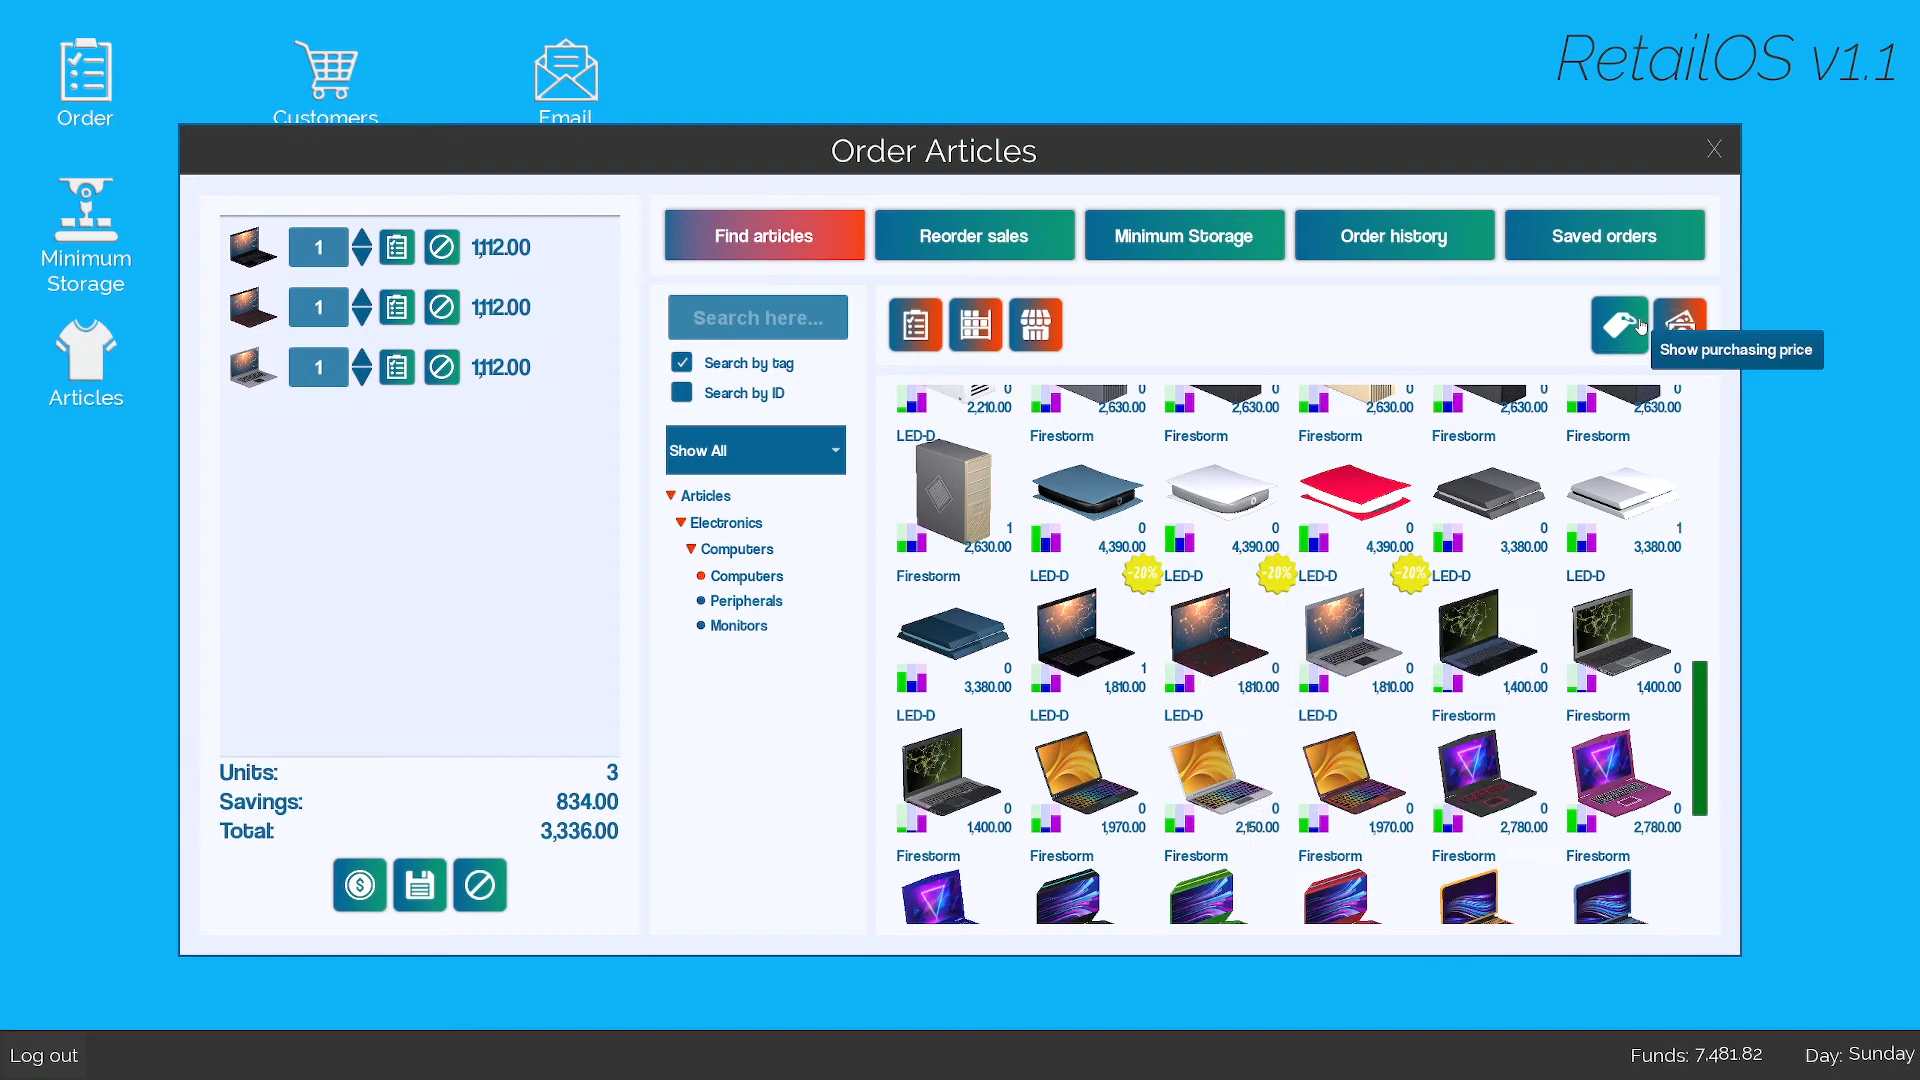 RetailOS v1.1
Order
Customers
Email
Minimum
Storage
Articles
Order Articles
X
1
1,112.00
1
1,112.00
1
1,112.00
Units: 3
Savings: 834.00
Total: 3,336.00
Find articles
Reorder sales
Minimum Storage
Order history
Saved orders
Search here...
Search by tag
Search by ID
Show All
Articles
Electronics
Computers
Computers
Peripherals
Monitors
Show purchasing price
0 0 0 0 0 0
2,210.00 2,630.00 2,630.00 2,630.00 2,630.00 2,630.00
LED-D Firestorm Firestorm Firestorm Firestorm Firestorm
1 0 0 0 0 1
2,630.00 4,390.00 4,390.00 4,390.00 3,380.00 3,380.00
Firestorm LED-D -20% LED-D -20% LED-D -20% LED-D LED-D
0 1 0 0 0 0
3,380.00 1,810.00 1,810.00 1,810.00 1,400.00 1,400.00
LED-D LED-D LED-D LED-D Firestorm Firestorm
0 0 0 0 0 0
1,400.00 1,970.00 2,150.00 1,970.00 2,780.00 2,780.00
Firestorm Firestorm Firestorm Firestorm Firestorm Firestorm
Log out
Funds: 7,481.82
Day: Sunday